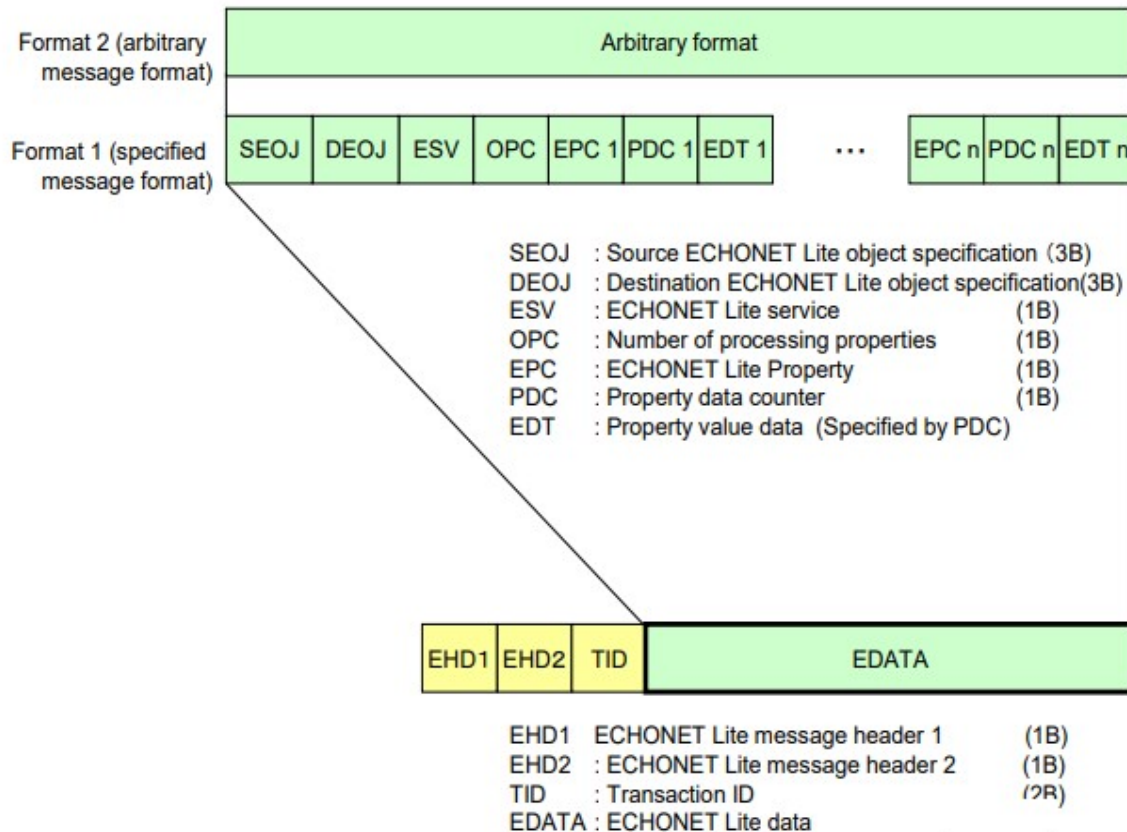 Format 2 (arbitrary
message format)
Arbitrary format
Format 1 (specified
message format)
SEOJ DEOJ ESV OPC EPC 1 PDC 1 EDT 1 ... EPC n PDC n EDT n
SEOJ : Source ECHONET Lite object specification (3B)
DEOJ : Destination ECHONET Lite object specification(3B)
ESV : ECHONET Lite service (1B)
OPC : Number of processing properties (1B)
EPC : ECHONET Lite Property (1B)
PDC : Property data counter (1B)
EDT : Property value data (Specified by PDC)
EHD1 EHD2 TID EDATA
EHD1 ECHONET Lite message header 1 (1B)
EHD2 : ECHONET Lite message header 2 (1B)
TID : Transaction ID (2B)
EDATA : ECHONET Lite data